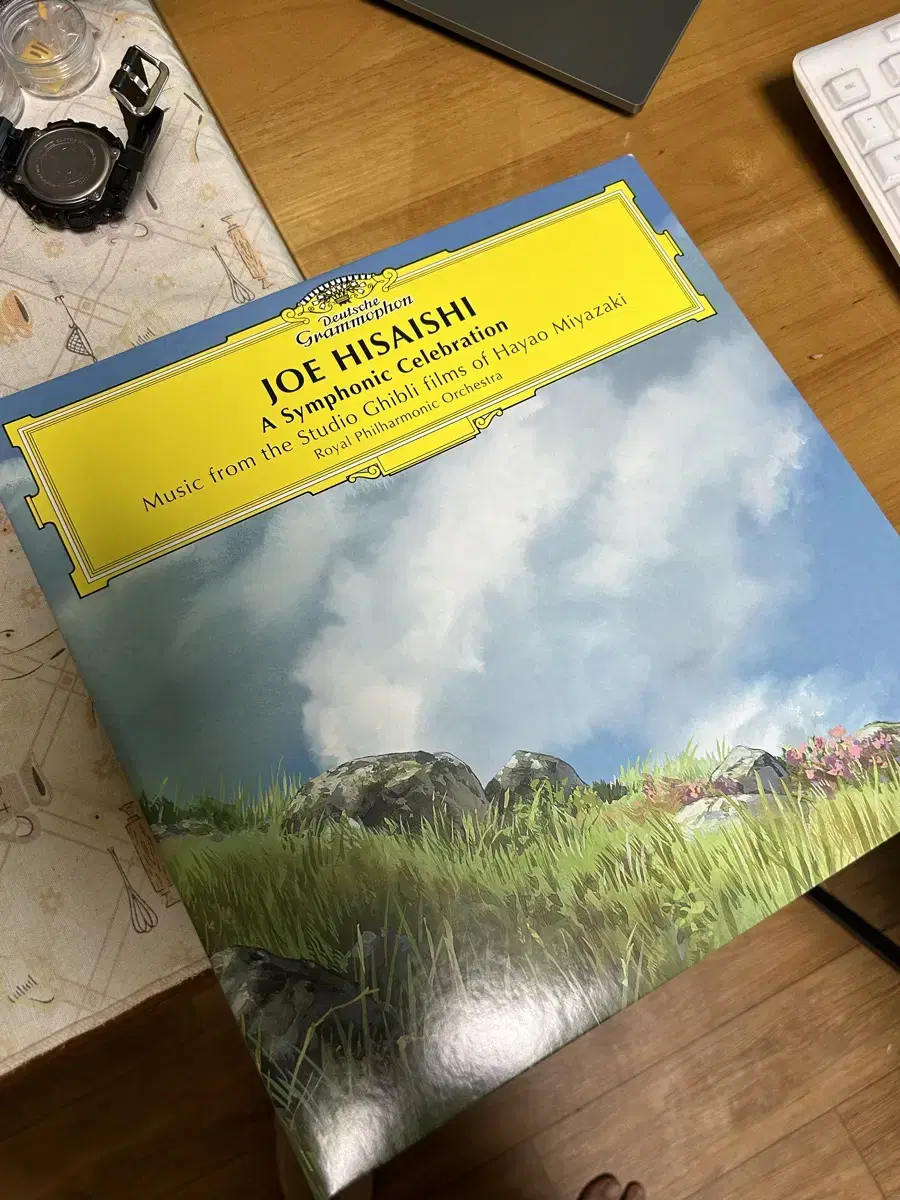 Deutsche
Grammophon
JOE HISAISHI
A Symphonic Celebration
Music from the Studio Ghibli films of Hayao Miyazaki
Royal Philharmonic Orchestra